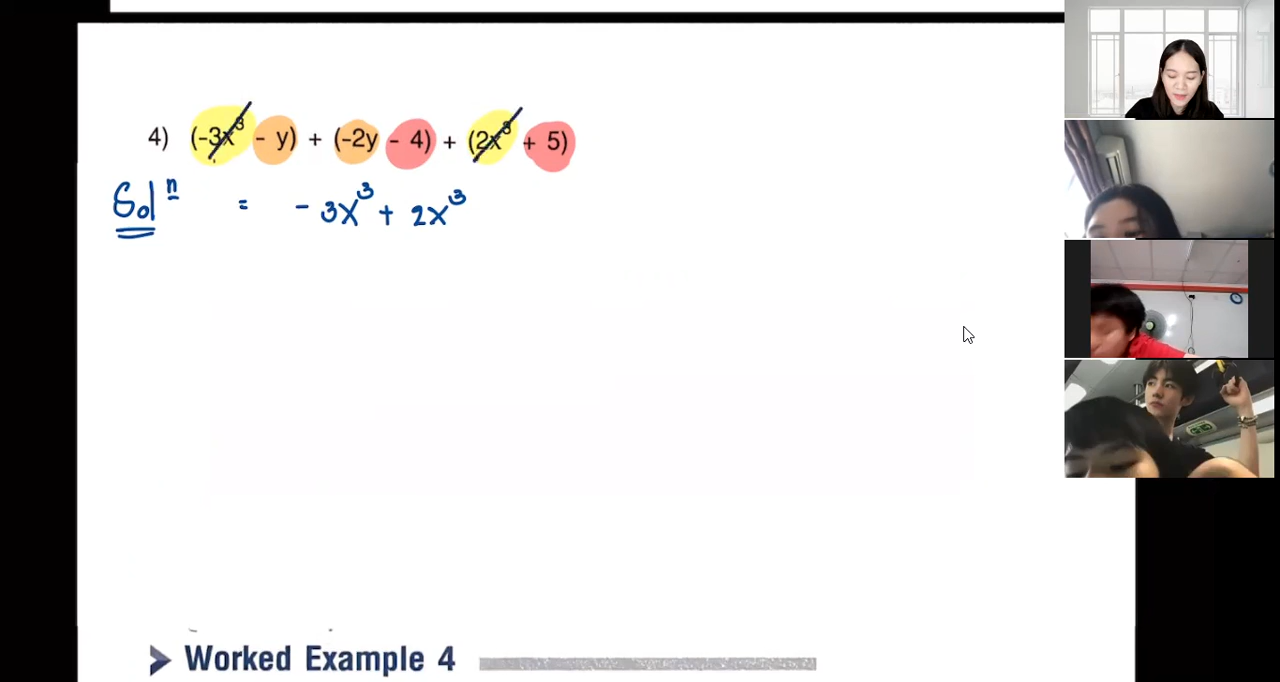 4) (-3x³ - y) + (-2y - 4) + (2x³ + 5)
Solⁿ = - 3x³ + 2x³
Worked Example 4